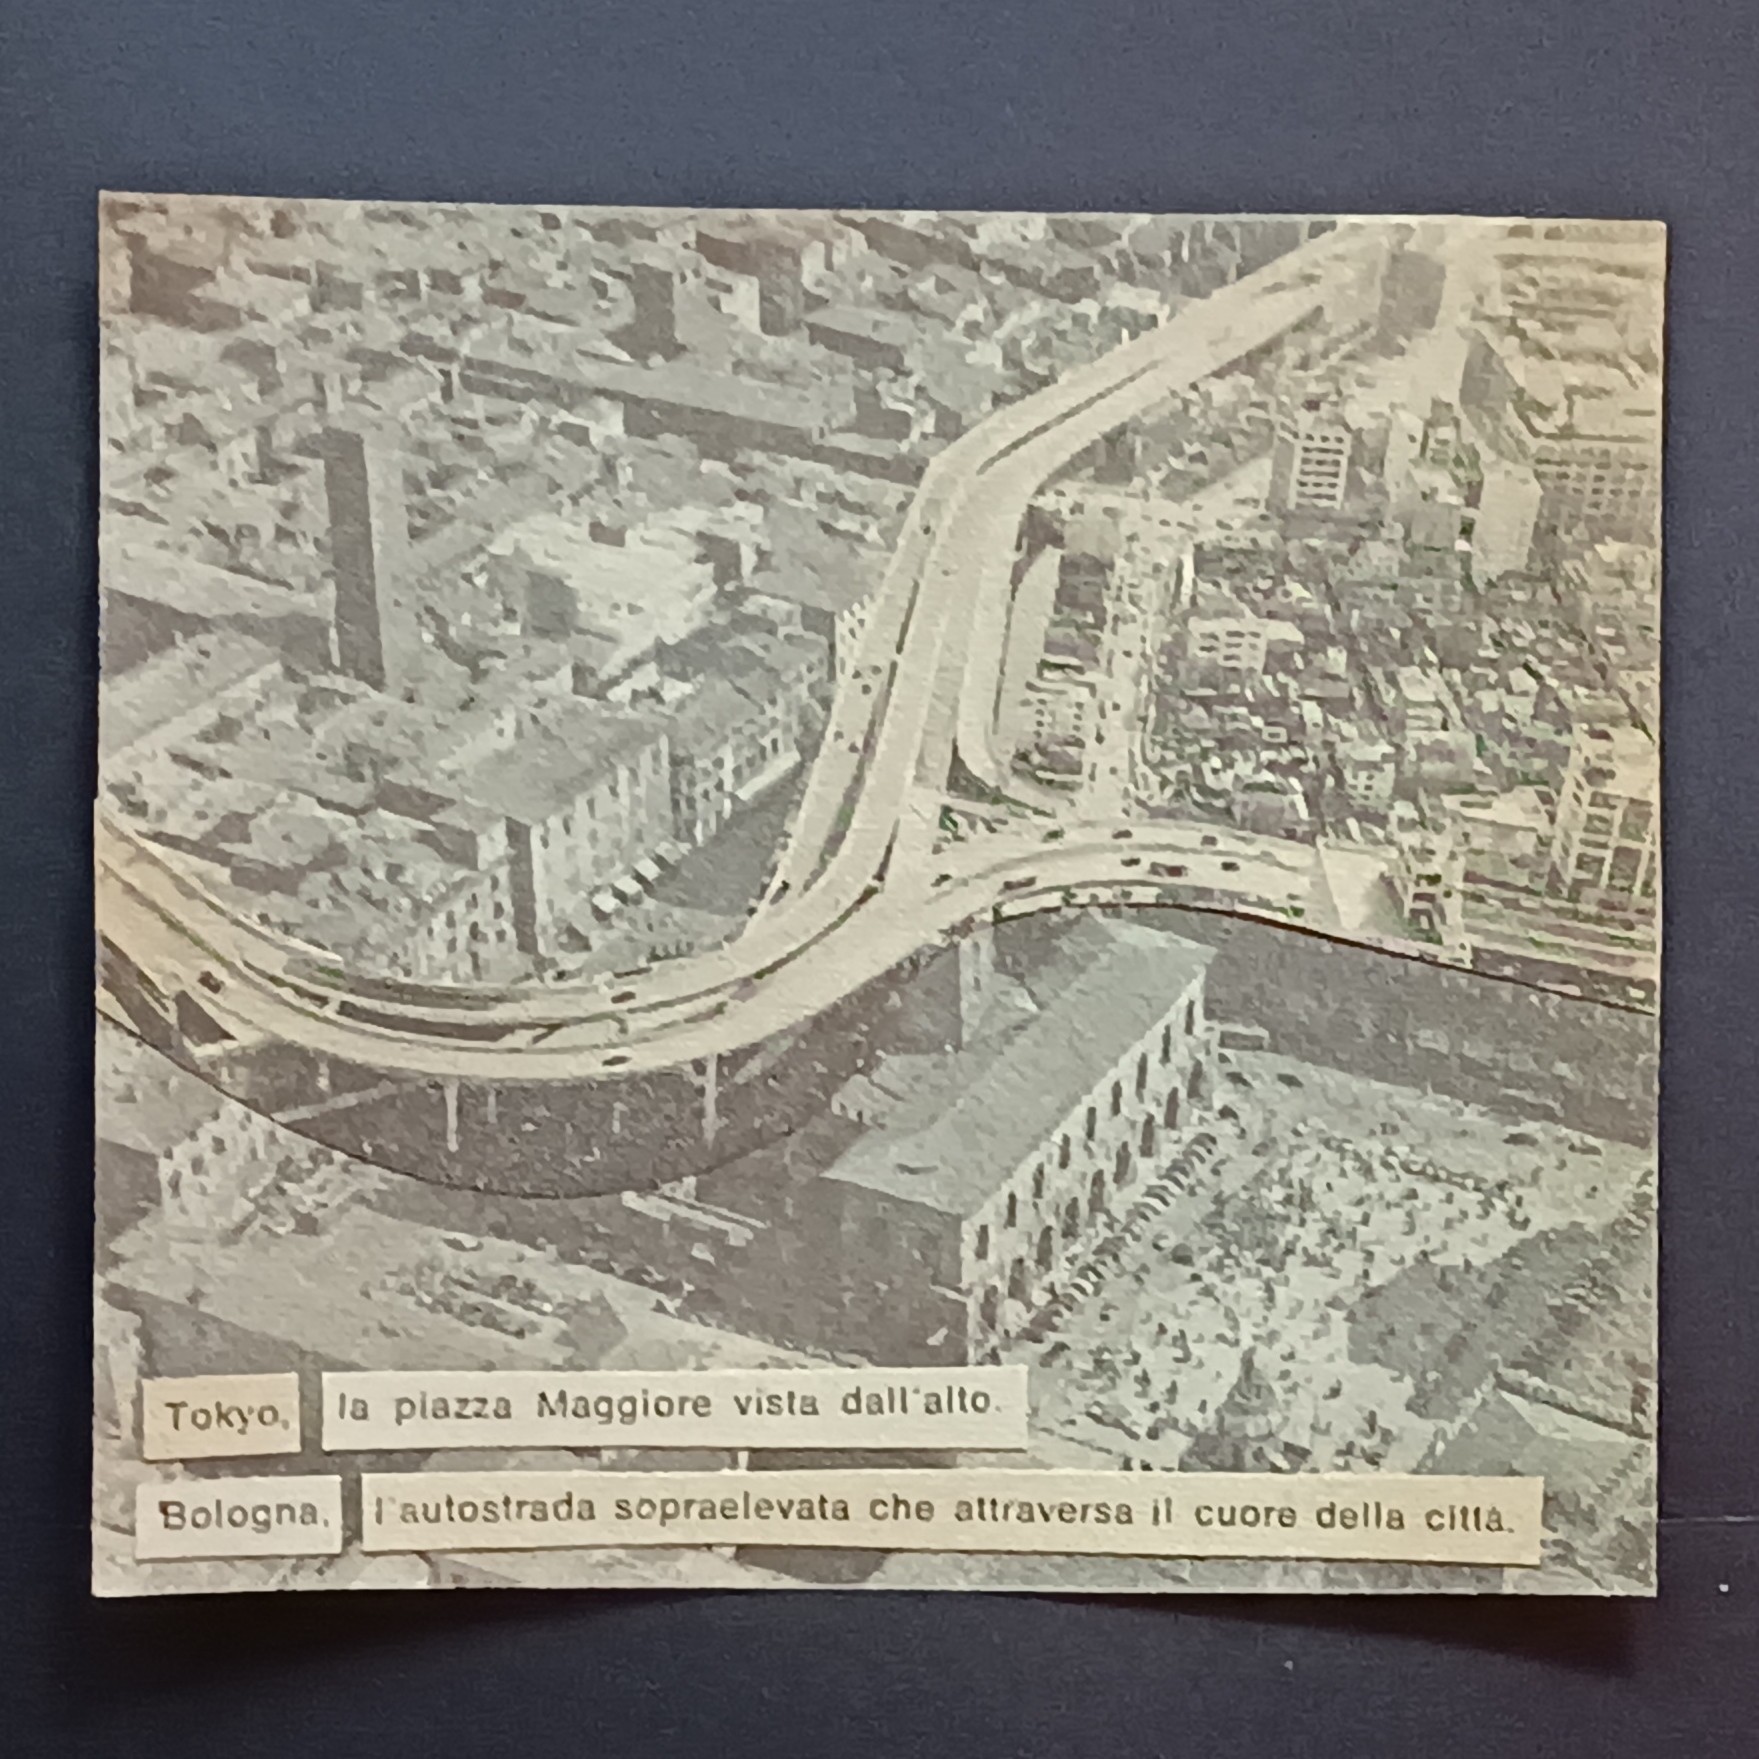 Tokyo, la piazza Maggiore vista dall'alto.
Bologna, l'autostrada sopraelevata che attraversa il cuore della città.